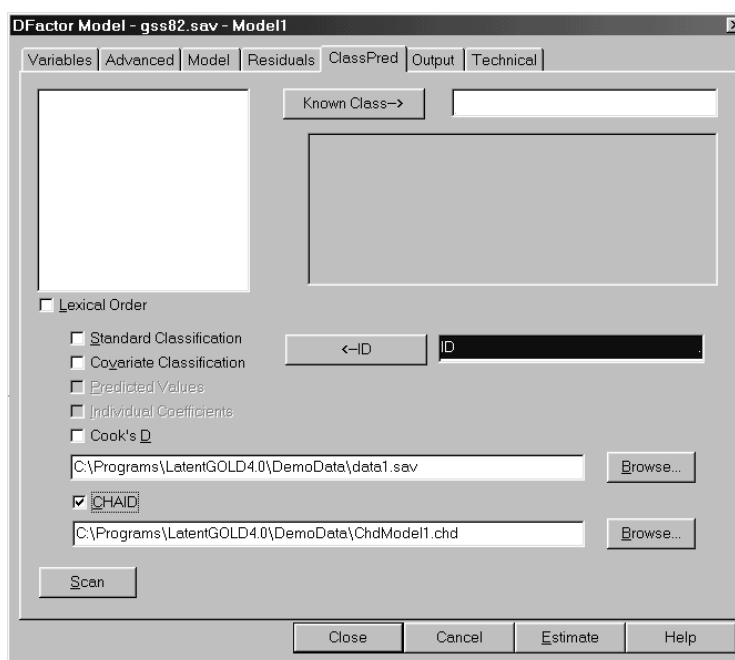 DFactor Model - gss82.sav - Model1
Variables Advanced Model Residuals ClassPred Output Technical
Known Class-->
Lexical Order
Standard Classification
<--ID ID .
Covariate Classification
Predicted Values
Individual Coefficients
Cook's D
C:\Programs\LatentGOLD4.0\DemoData\data1.sav Browse...
CHAID
C:\Programs\LatentGOLD4.0\DemoData\ChdModel1.chd Browse...
Scan
Close Cancel Estimate Help